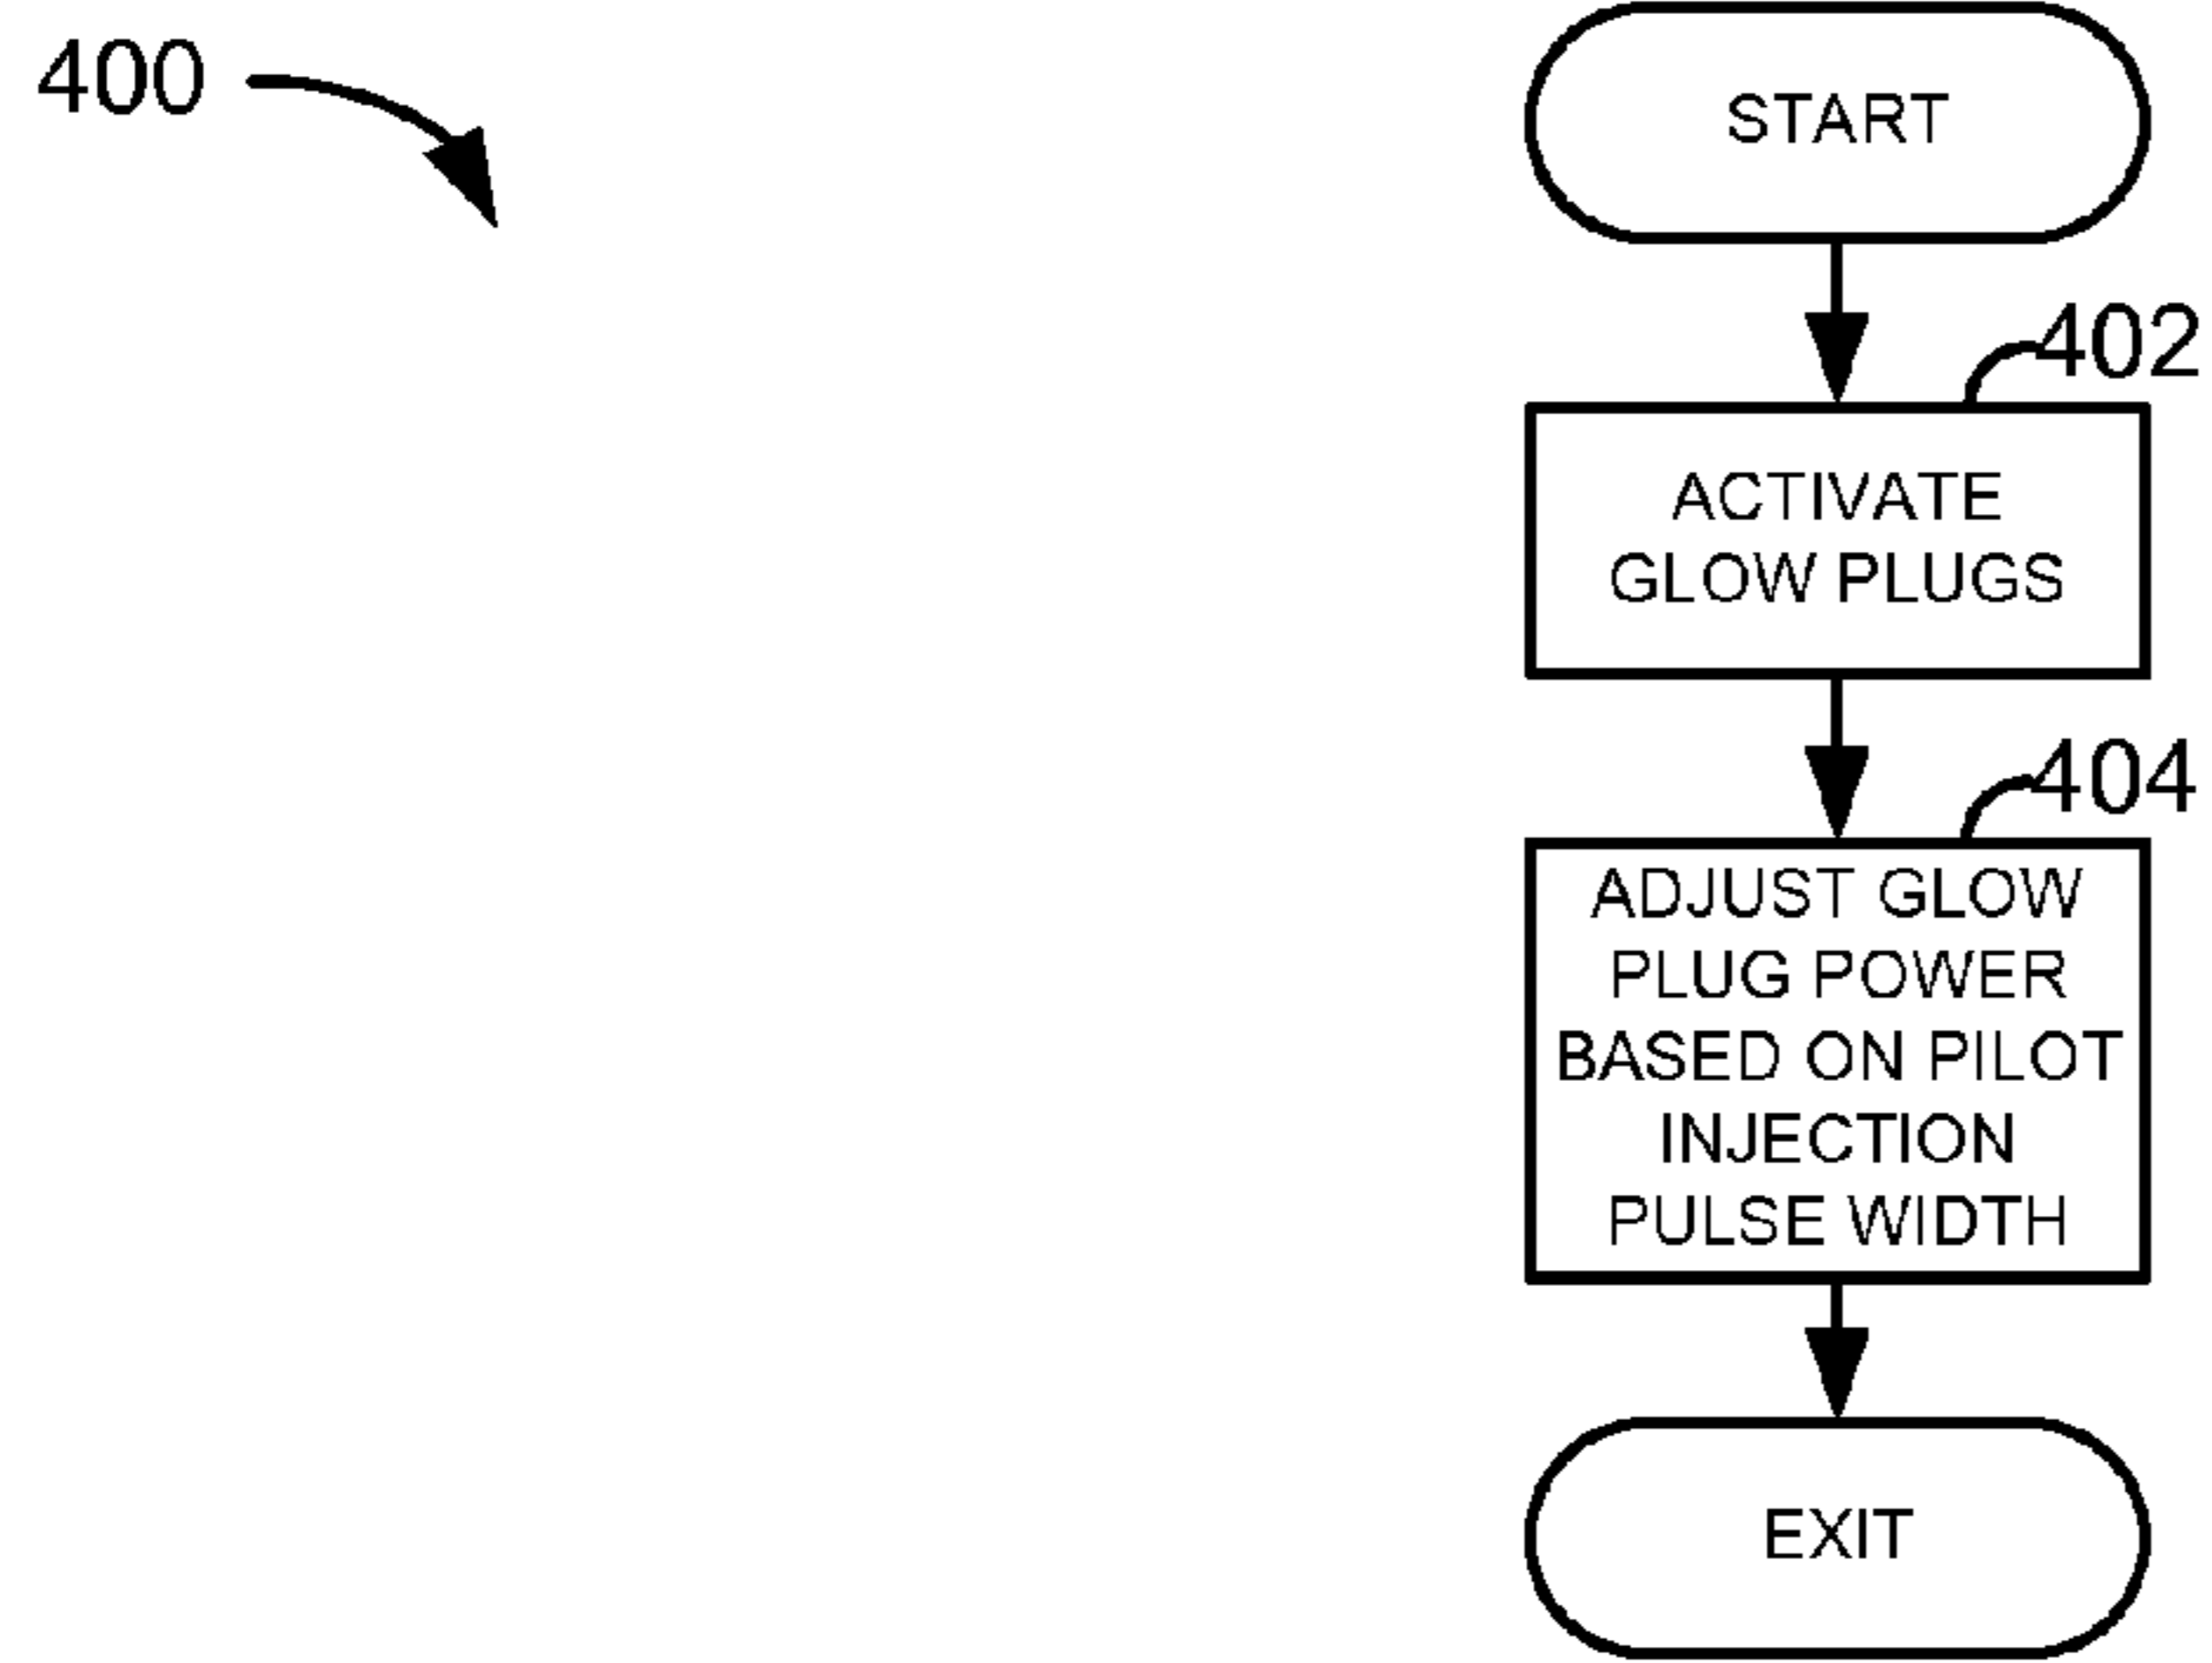 400
START
402
ACTIVATE
GLOW PLUGS
404
ADJUST GLOW
PLUG POWER
BASED ON PILOT
INJECTION
PULSE WIDTH
EXIT